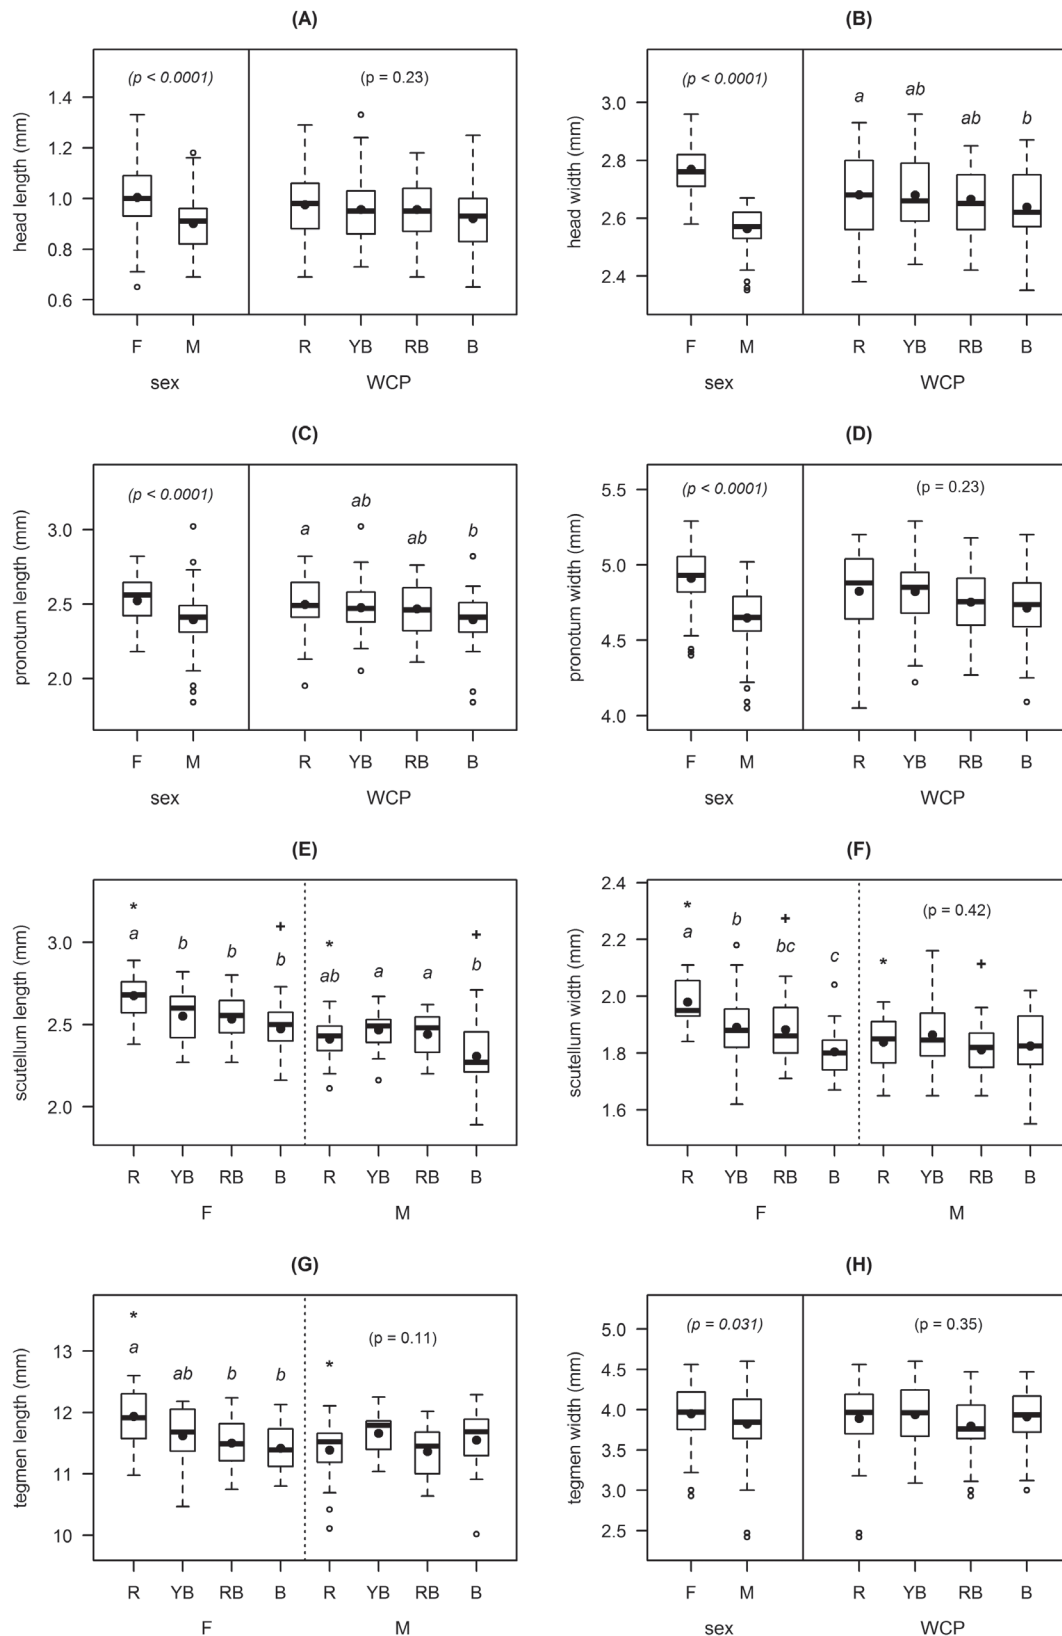 (A)
(p < 0.0001) (p = 0.23)
head length (mm)
1.4
1.2
1.0
0.8
0.6
F M R YB RB B
sex WCP
(B)
(p < 0.0001) a ab ab b
head width (mm)
3.0
2.8
2.6
2.4
F M R YB RB B
sex WCP
(C)
(p < 0.0001) a ab ab b
pronotum length (mm)
3.0
2.5
2.0
F M R YB RB B
sex WCP
(D)
(p < 0.0001) (p = 0.23)
pronotum width (mm)
5.5
5.0
4.5
4.0
F M R YB RB B
sex WCP
(E)
* + * +
a b b b ab a a b
scutellum length (mm)
3.0
2.5
2.0
R YB RB B R YB RB B
F M
(F)
* + * +
a b bc c (p = 0.42)
scutellum width (mm)
2.4
2.2
2.0
1.8
1.6
R YB RB B R YB RB B
F M
(G)
* *
a ab b b (p = 0.11)
tegmen length (mm)
13
12
11
10
R YB RB B R YB RB B
F M
(H)
(p = 0.031) (p = 0.35)
tegmen width (mm)
5.0
4.5
4.0
3.5
3.0
2.5
F M R YB RB B
sex WCP